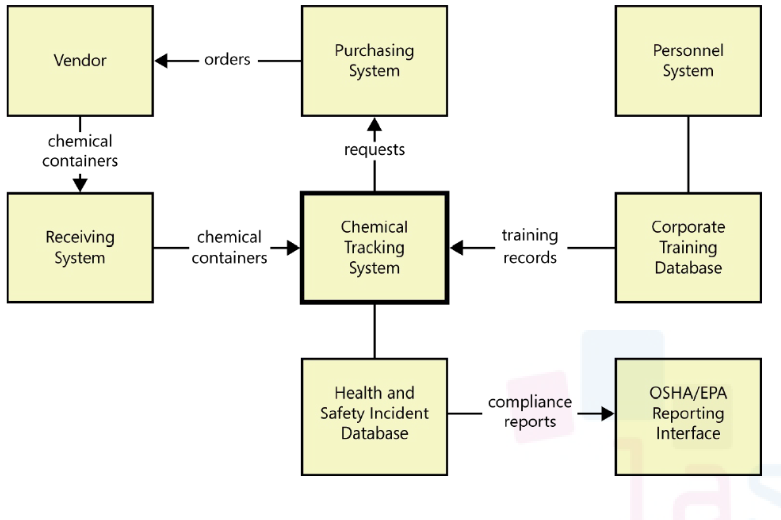 Vendor
orders
Purchasing
System
Personnel
System
chemical
containers
requests
Receiving
System
chemical
containers
Chemical
Tracking
System
training
records
Corporate
Training
Database
Health and
Safety Incident
Database
compliance
reports
OSHA/EPA
Reporting
Interface